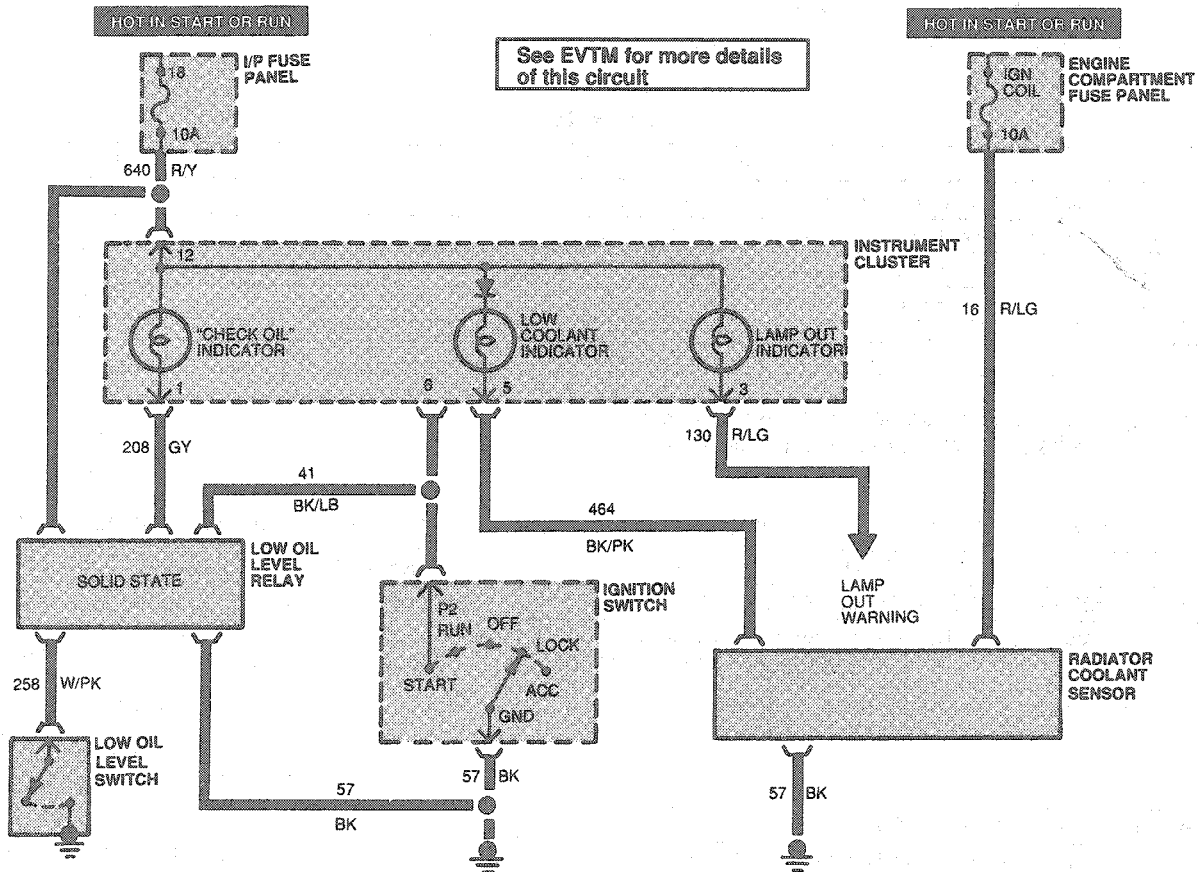 HOT IN START OR RUN
HOT IN START OR RUN
See EVTM for more details
of this circuit
18
10A
I/P FUSE
PANEL
IGN
COIL
10A
ENGINE
COMPARTMENT
FUSE PANEL
640 R/Y
12
INSTRUMENT
CLUSTER
"CHECK OIL"
INDICATOR
LOW
COOLANT
INDICATOR
LAMP OUT
INDICATOR
16 R/LG
1
6
5
3
208 GY
130 R/LG
41
BK/LB
464
BK/PK
SOLID STATE
LOW OIL
LEVEL
RELAY
LAMP
OUT
WARNING
IGNITION
SWITCH
P2
RUN
OFF
LOCK
START
ACC
GND
RADIATOR
COOLANT
SENSOR
258 W/PK
LOW OIL
LEVEL
SWITCH
57 BK
57
BK
57 BK